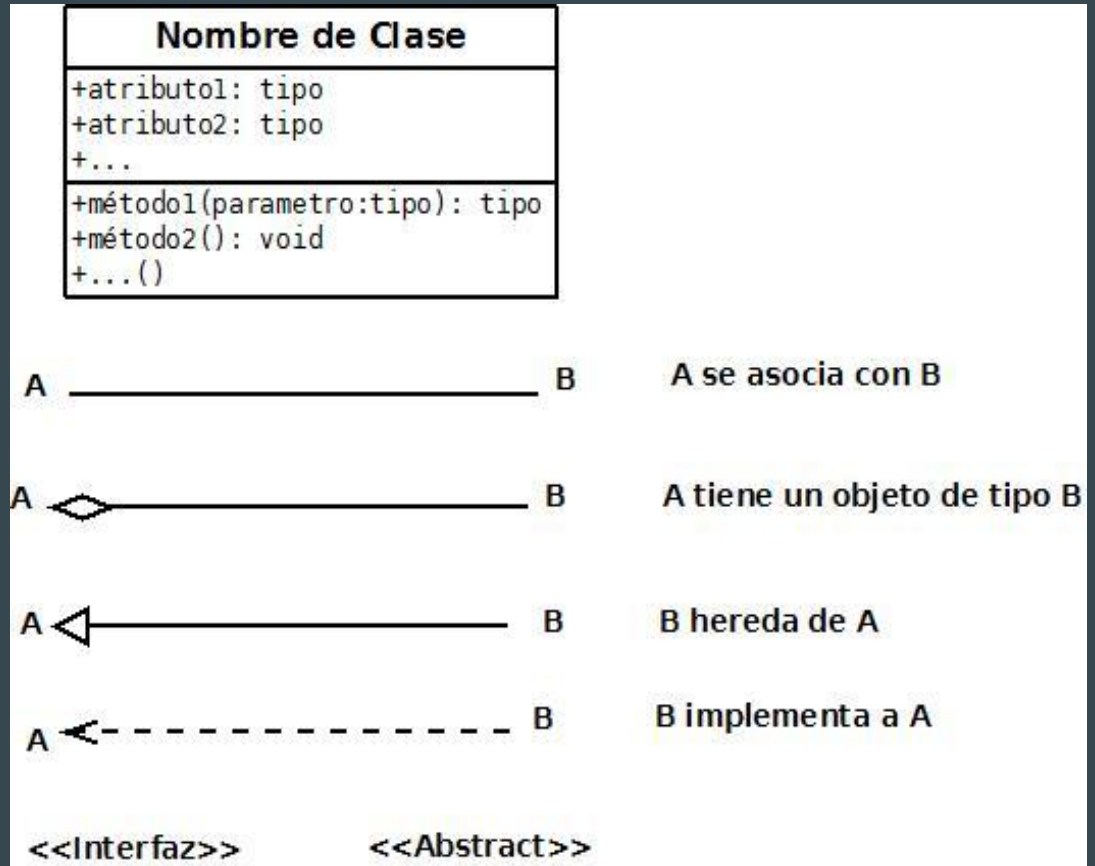 Nombre de Clase
+atributo1: tipo
+atributo2: tipo
+...
+método1(parametro:tipo): tipo
+método2(): void
+...()
A B A se asocia con B
A B A tiene un objeto de tipo B
A B B hereda de A
A B B implementa a A
<<Interfaz>> <<Abstract>>